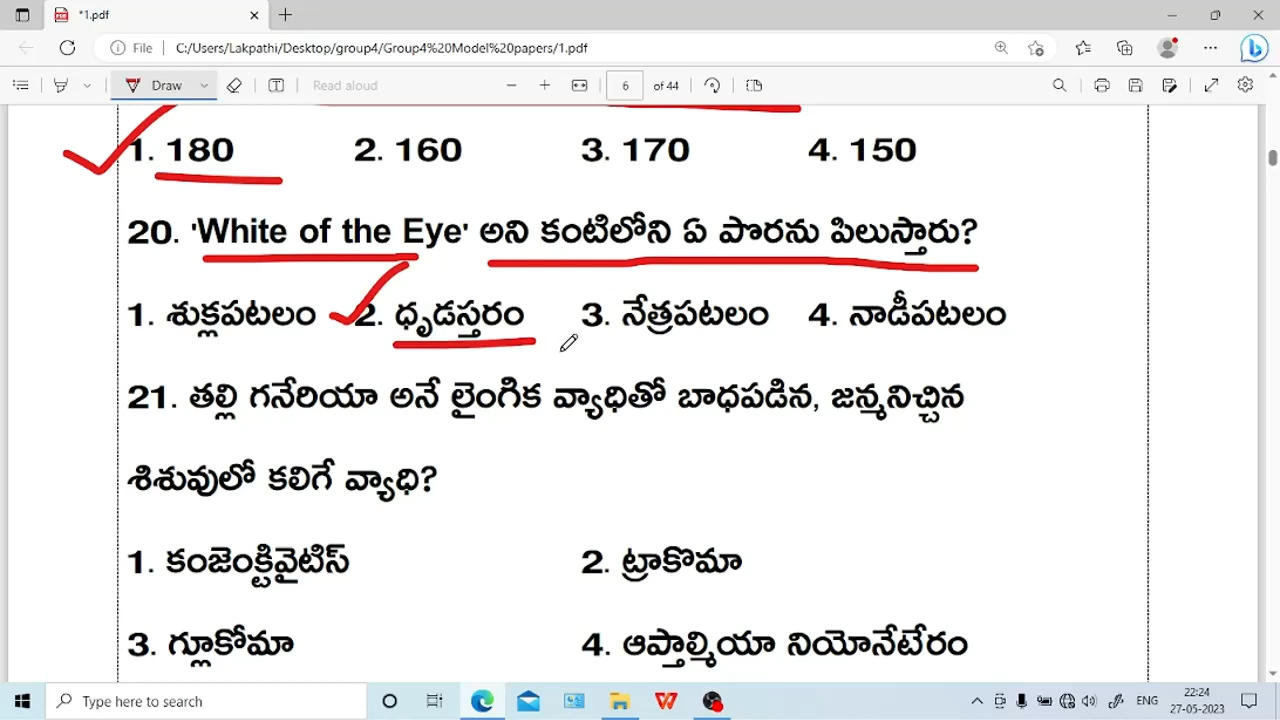 *1.pdf
File C:/Users/Lakpathi/Desktop/group4/Group4%20Model%20papers/1.pdf
Draw Read aloud 6 of 44
1. 180 2. 160 3. 170 4. 150
20. 'White of the Eye' అని కంటిలోని ఏ పొరను పిలుస్తారు?
1. శుక్లపటలం 2. ధృడస్తరం 3. నేత్రపటలం 4. నాడీపటలం
21. తల్లి గనేరియా అనే లైంగిక వ్యాధితో బాధపడిన, జన్మనిచ్చిన
శిశువులో కలిగే వ్యాధి?
1. కంజెంక్టివైటిస్ 2. ట్రాకొమా
3. గ్లూకోమా 4. ఆప్తాల్మియా నియోనేటేరం
Type here to search ENG 22:24
27-05-2023